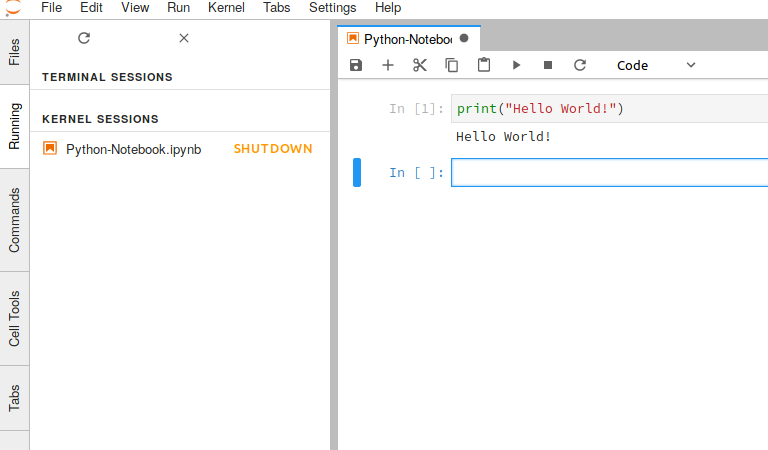 File Edit View Run Kernel Tabs Settings Help
Files
Running
Commands
Cell Tools
Tabs
TERMINAL SESSIONS
KERNEL SESSIONS
Python-Notebook.ipynb SHUTDOWN
Python-Noteboo
Code
In [1]: print("Hello World!")
Hello World!
In [ ]: